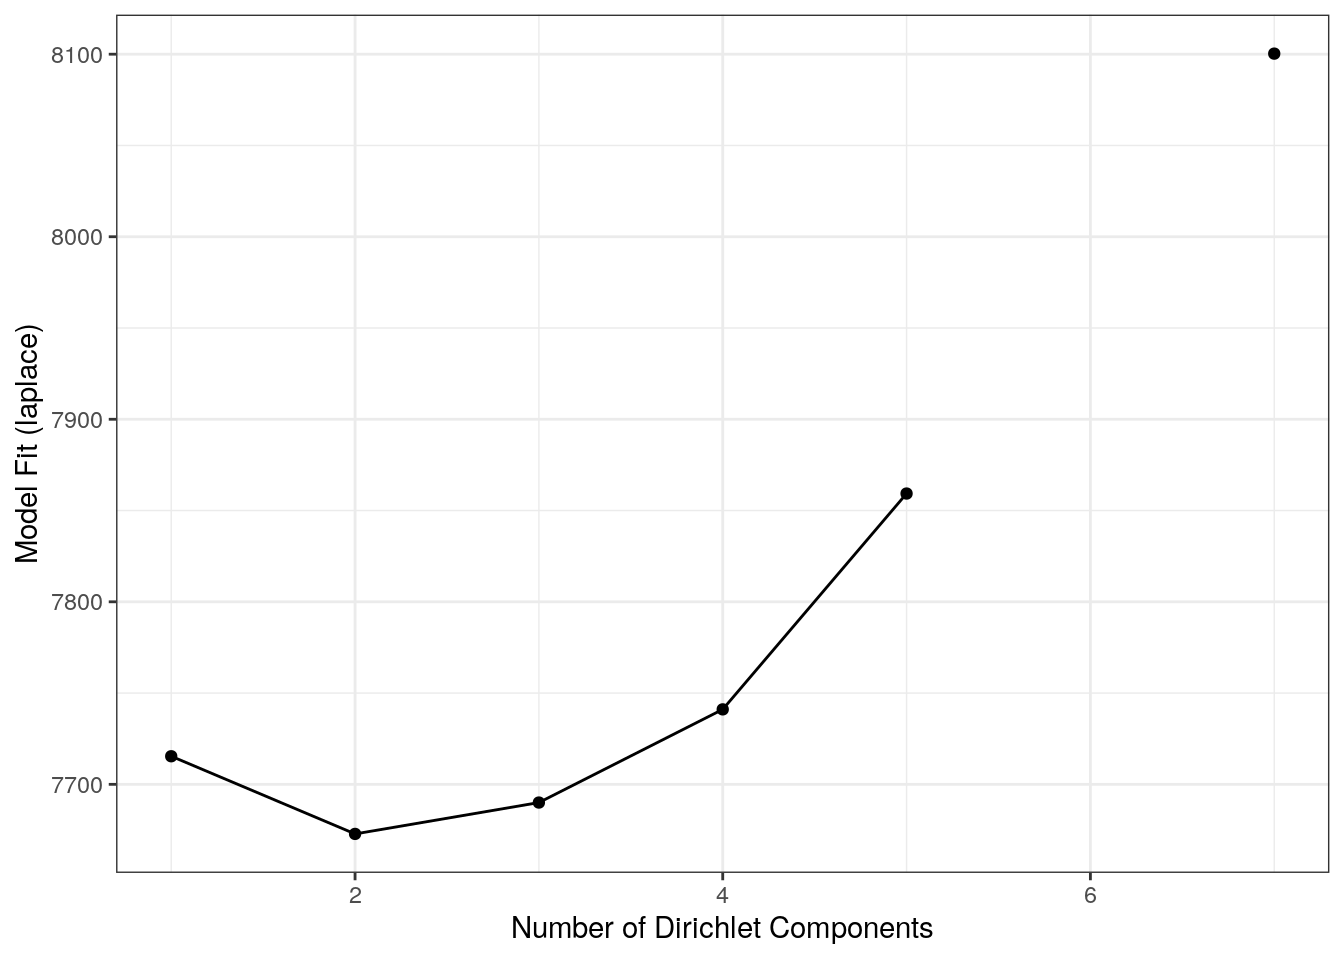 8100
8000
7900
7800
7700
Model Fit (laplace)
2 4 6
Number of Dirichlet Components